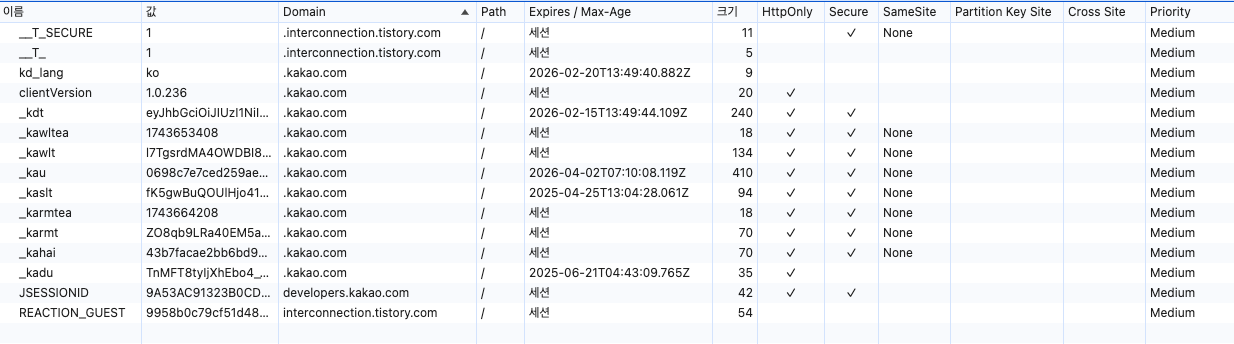 이름 값 Domain ▲ Path Expires / Max-Age 크기 HttpOnly Secure SameSite Partition Key Site Cross Site Priority
__T_SECURE 1 .interconnection.tistory.com / 세션 11 ✓ None Medium
__T_ 1 .interconnection.tistory.com / 세션 5 Medium
kd_lang ko .kakao.com / 2026-02-20T13:49:40.882Z 9 Medium
clientVersion 1.0.236 .kakao.com / 세션 20 ✓ Medium
_kdt eyJhbGciOiJIUzI1NiI... .kakao.com / 2026-02-15T13:49:44.109Z 240 ✓ ✓ Medium
_kawltea 1743653408 .kakao.com / 세션 18 ✓ ✓ None Medium
_kawlt l7TgsrdMA4OWDBI8... .kakao.com / 세션 134 ✓ ✓ None Medium
_kau 0698c7e7ced259ae... .kakao.com / 2026-04-02T07:10:08.119Z 410 ✓ ✓ None Medium
_kaslt fK5gwBuQOUlHjo41... .kakao.com / 2025-04-25T13:04:28.061Z 94 ✓ ✓ None Medium
_karmtea 1743664208 .kakao.com / 세션 18 ✓ ✓ None Medium
_karmt ZO8qb9LRa40EM5a... .kakao.com / 세션 70 ✓ ✓ None Medium
_kahai 43b7facae2bb6bd9... .kakao.com / 세션 70 ✓ ✓ None Medium
_kadu TnMFT8tyIjXhEbo4_... .kakao.com / 2025-06-21T04:43:09.765Z 35 ✓ Medium
JSESSIONID 9A53AC91323B0CD... developers.kakao.com / 세션 42 ✓ ✓ Medium
REACTION_GUEST 9958b0c79cf51d48... interconnection.tistory.com / 세션 54 Medium